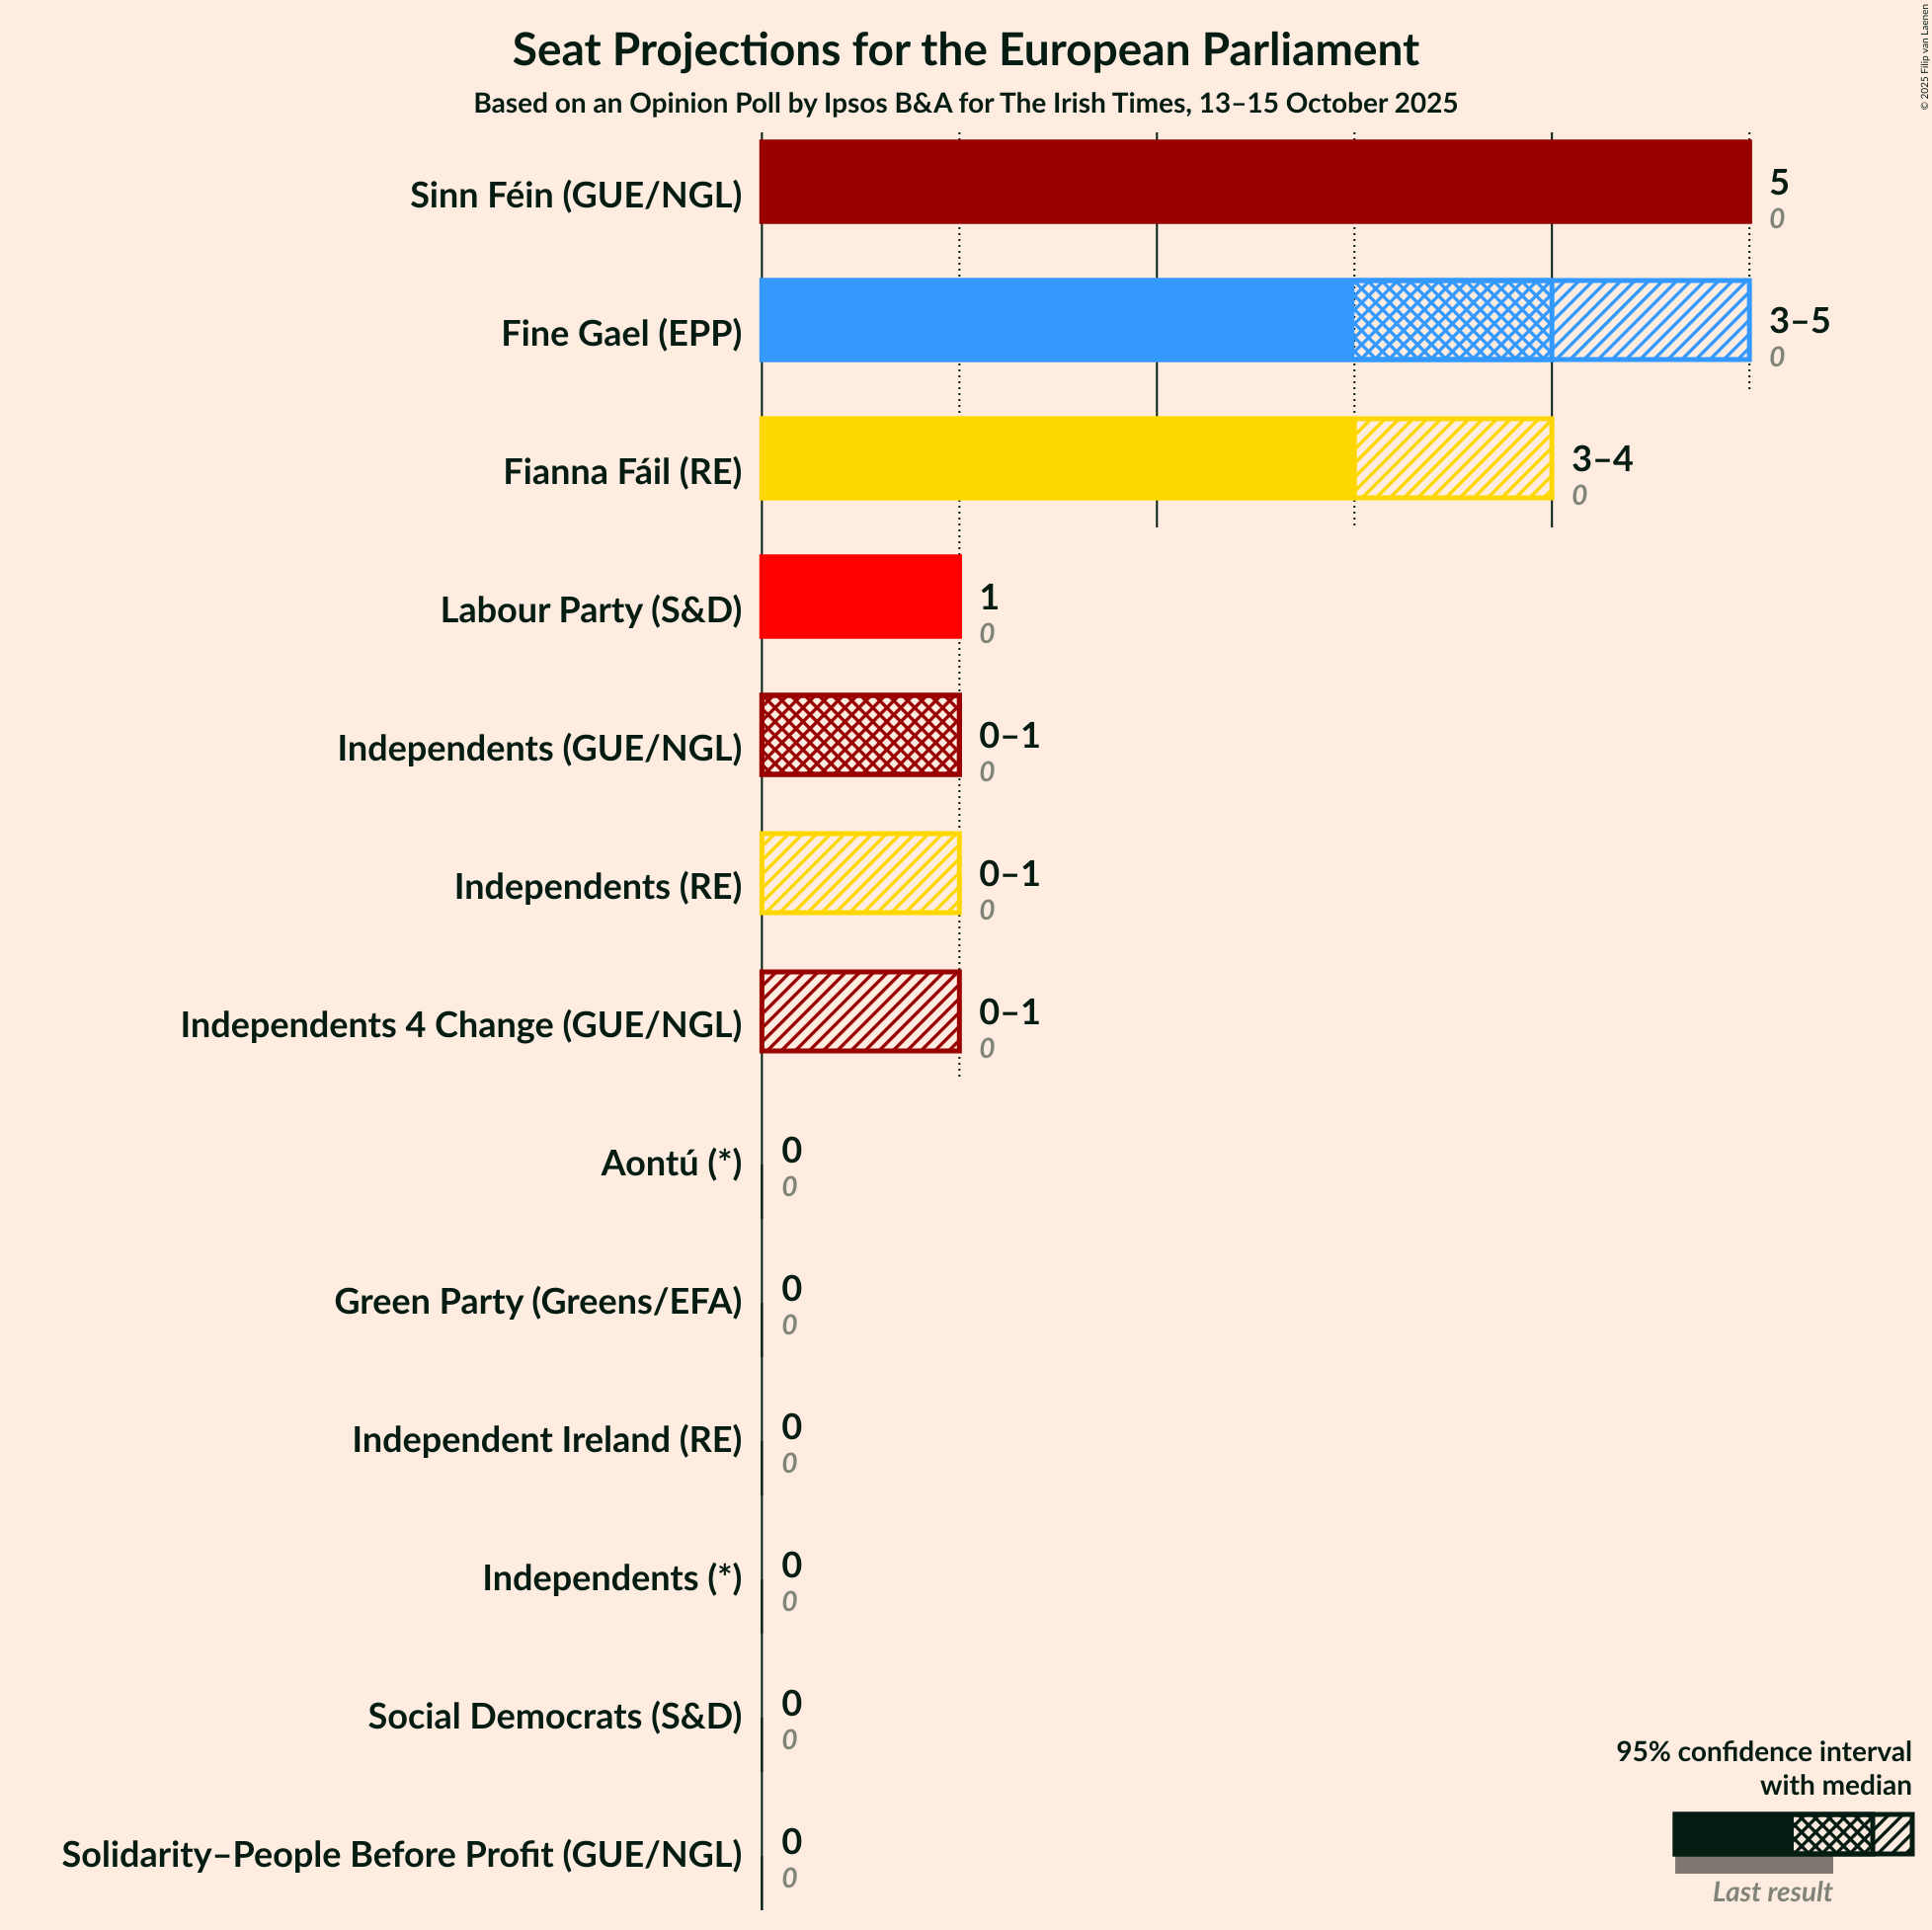 Seat Projections for the European Parliament
Based on an Opinion Poll by Ipsos B&A for The Irish Times, 13–15 October 2025
© 2025 Filip van Laenen
Sinn Féin (GUE/NGL)
5
0
Fine Gael (EPP)
3–5
0
Fianna Fáil (RE)
3–4
0
Labour Party (S&D)
1
0
Independents (GUE/NGL)
0–1
0
Independents (RE)
0–1
0
Independents 4 Change (GUE/NGL)
0–1
0
Aontú (*)
0
0
Green Party (Greens/EFA)
0
0
Independent Ireland (RE)
0
0
Independents (*)
0
0
Social Democrats (S&D)
0
0
Solidarity–People Before Profit (GUE/NGL)
0
0
95% confidence interval
with median
Last result